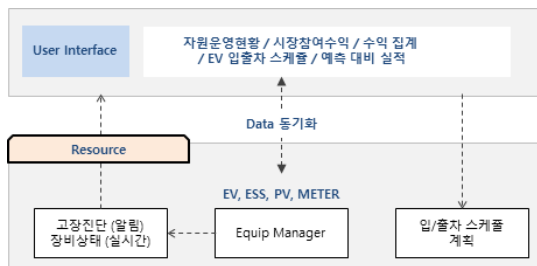 User Interface
자원운영현황 / 시장참여수익 / 수익 집계
/ EV 입출차 스케쥴 / 예측 대비 실적
Data 동기화
Resource
EV, ESS, PV, METER
고장진단 (알림)
장비상태 (실시간)
Equip Manager
입/출차 스케쭐
계획